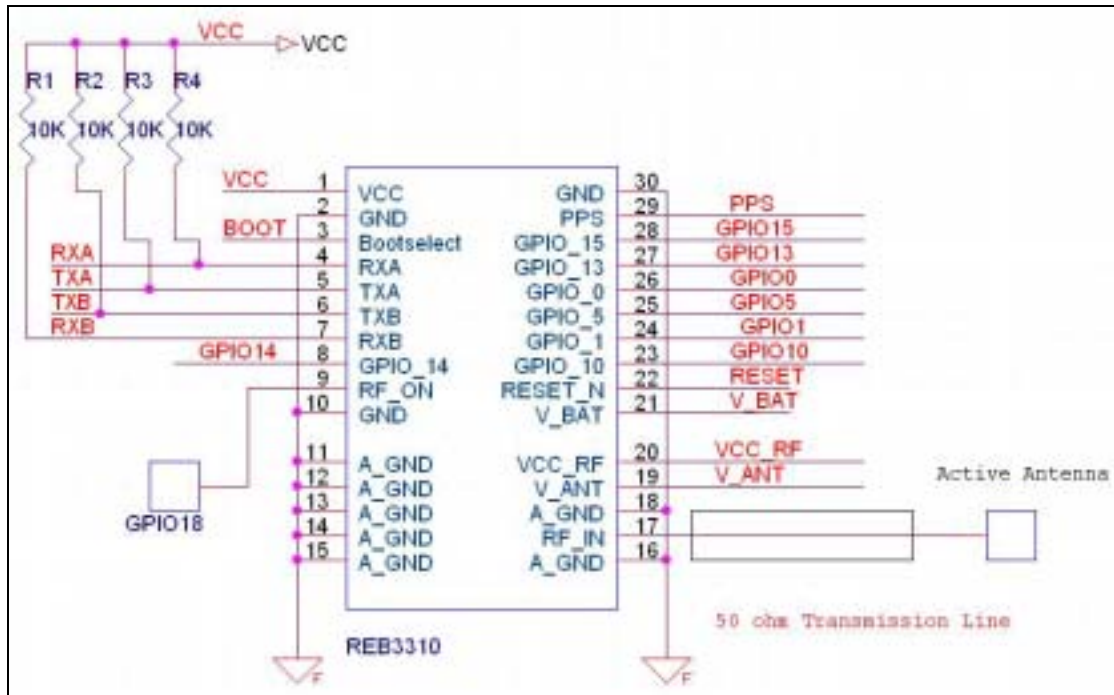 VCC
VCC
R1 R2 R3 R4
10K 10K 10K 10K
VCC 1 VCC
2 GND
BOOT 3 Bootselect
RXA 4 RXA
TXA 5 TXA
TXB 6 TXB
RXB 7 RXB
GPIO14 8 GPIO_14
9 RF_ON
10 GND
11 A_GND
12 A_GND
13 A_GND
14 A_GND
15 A_GND
GPIO18
GND 30
PPS 29 PPS
GPIO_15 28 GPIO15
GPIO_13 27 GPIO13
GPIO_0 26 GPIO0
GPIO_5 25 GPIO5
GPIO_1 24 GPIO1
GPIO_10 23 GPIO10
RESET_N 22 RESET
V_BAT 21 V_BAT
VCC_RF 20 VCC_RF
V_ANT 19 V_ANT
A_GND 18
RF_IN 17
A_GND 16
Active Antenna
50 ohm Transmission Line
REB3310
F
F